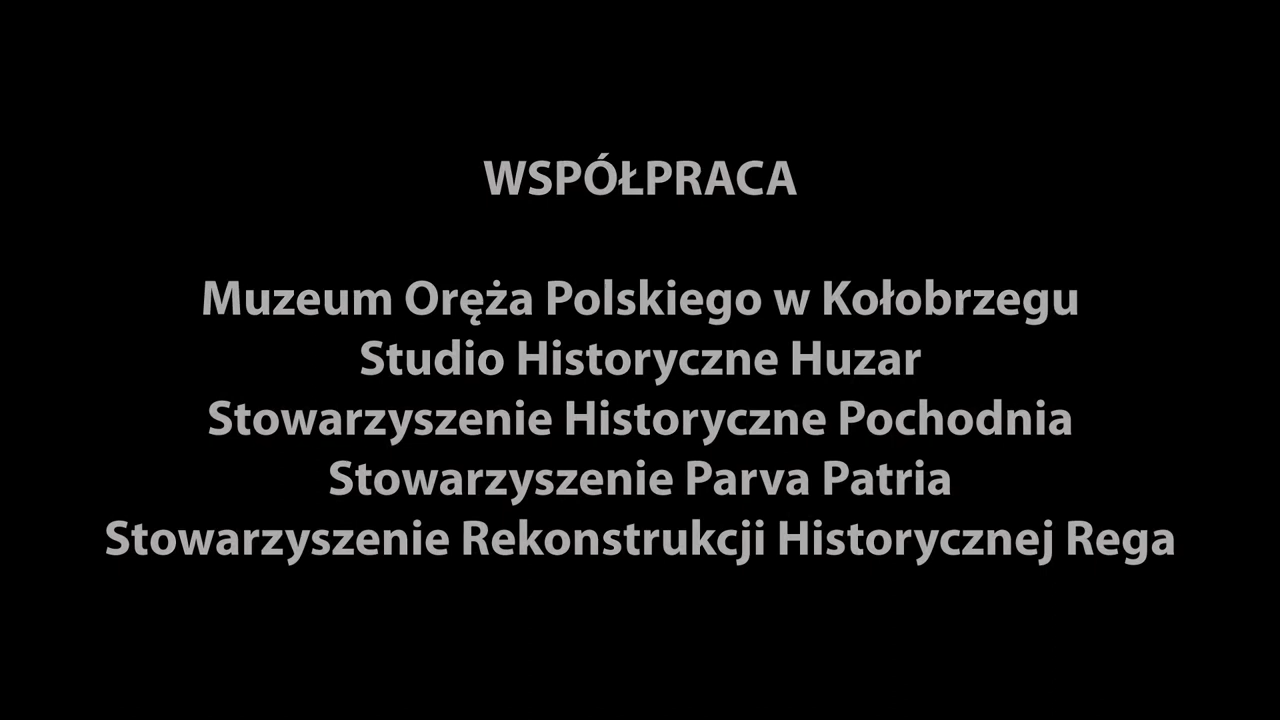 WSPÓŁPRACA
Muzeum Oręża Polskiego w Kołobrzegu
Studio Historyczne Huzar
Stowarzyszenie Historyczne Pochodnia
Stowarzyszenie Parva Patria
Stowarzyszenie Rekonstrukcji Historycznej Rega